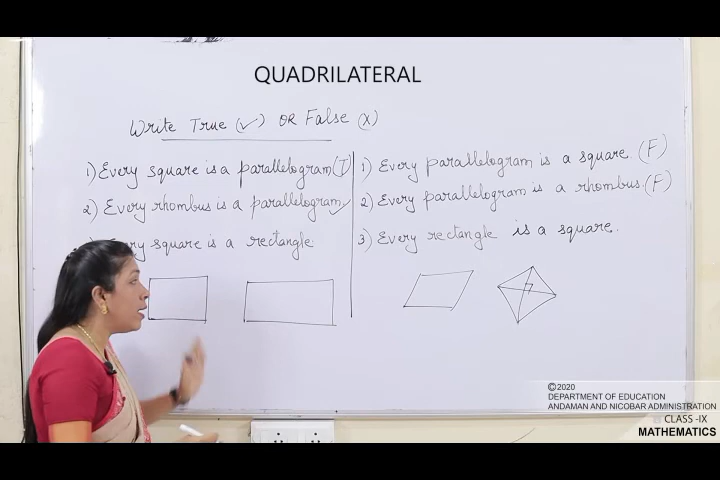 QUADRILATERAL
Write True (✓) OR False (X)
1) Every square is a parallelogram (T)
2) Every rhombus is a parallelogram ✓
ery square is a rectangle.
1) Every parallelogram is a square. (F)
2) Every parallelogram is a rhombus. (F)
3) Every rectangle is a square.
©2020
DEPARTMENT OF EDUCATION
ANDAMAN AND NICOBAR ADMINISTRATION
CLASS -IX
MATHEMATICS